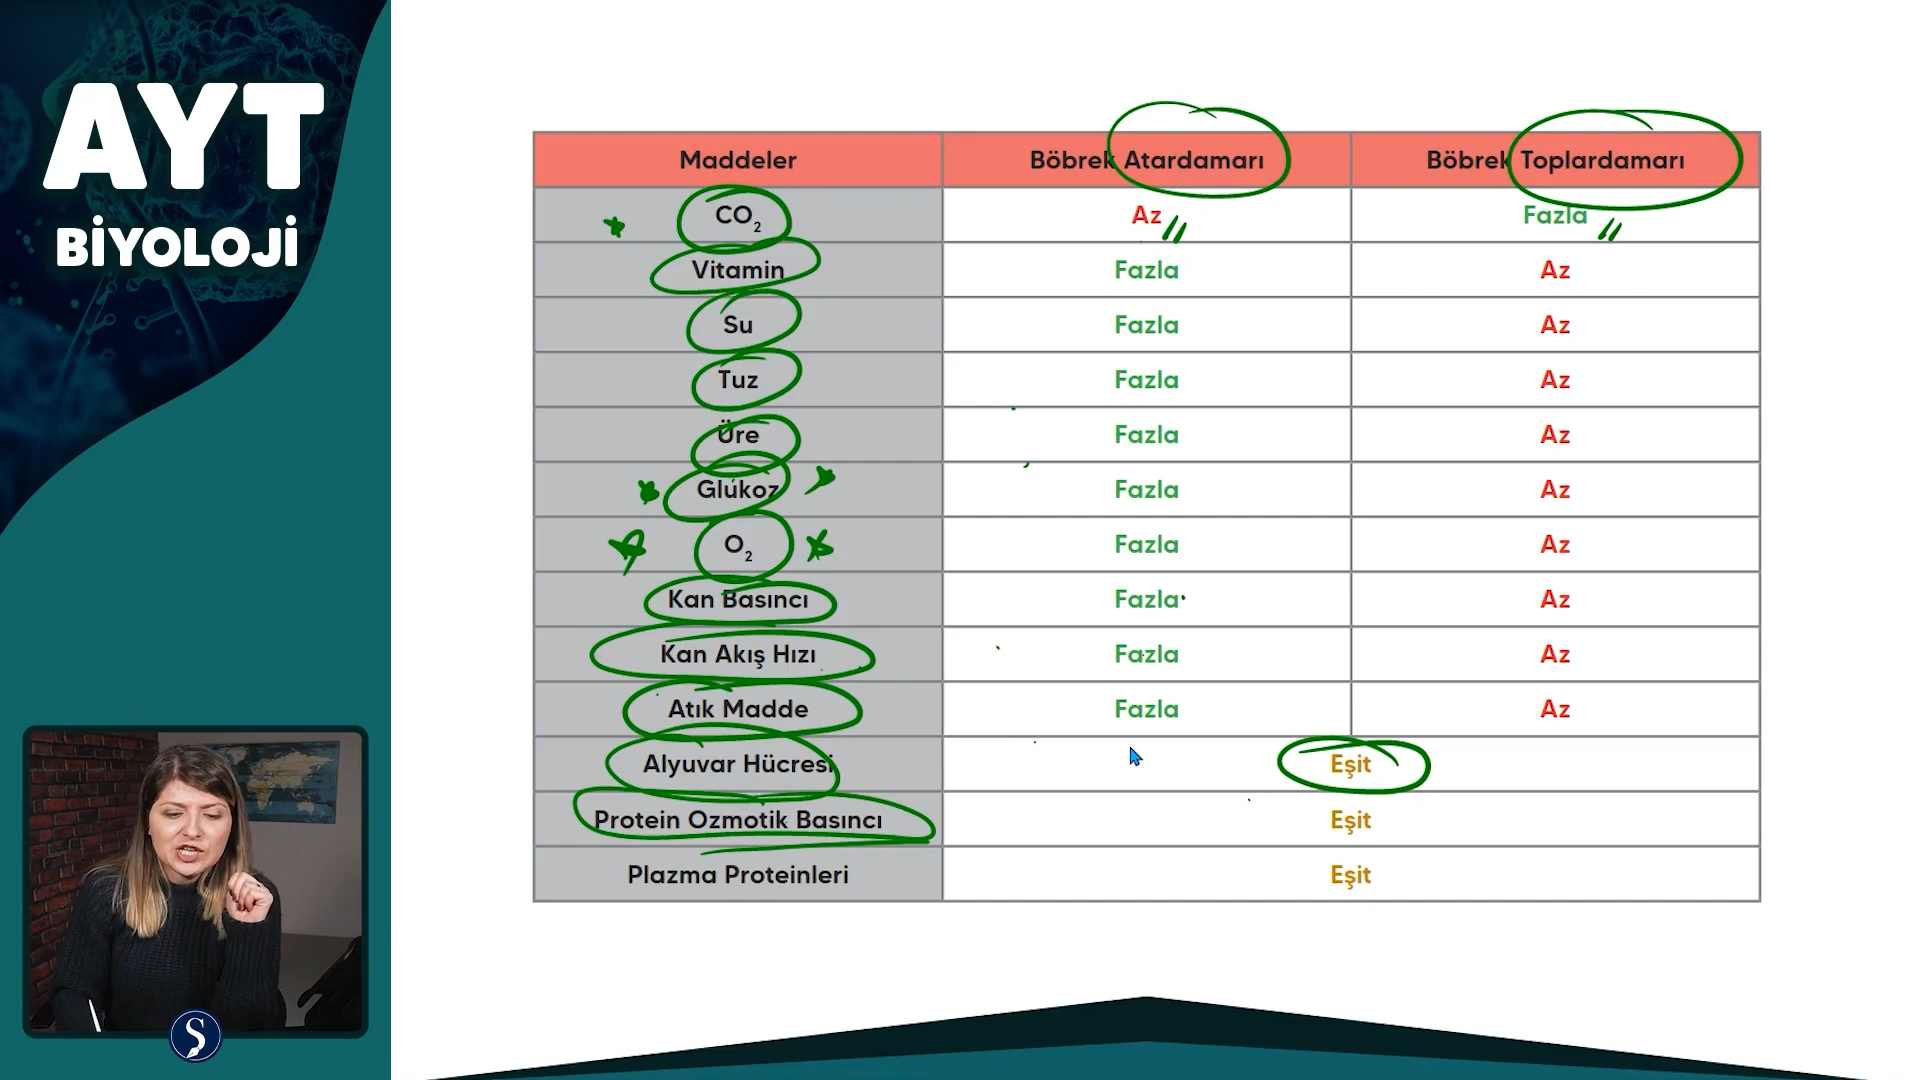 AYT
BİYOLOJİ
Maddeler Böbrek Atardamarı Böbrek Toplardamarı
CO₂ Az Fazla
Vitamin Fazla Az
Su Fazla Az
Tuz Fazla Az
Üre Fazla Az
Glukoz Fazla Az
O₂ Fazla Az
Kan Basıncı Fazla Az
Kan Akış Hızı Fazla Az
Atık Madde Fazla Az
Alyuvar Hücresi Eşit
Protein Ozmotik Basıncı Eşit
Plazma Proteinleri Eşit
S